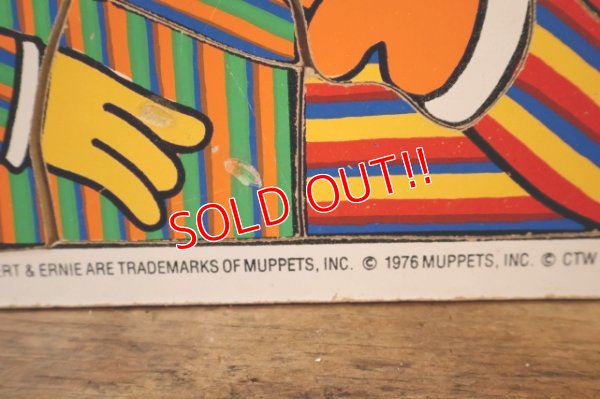 SOLD OUT!!
ERT & ERNIE ARE TRADEMARKS OF MUPPETS, INC. © 1976 MUPPETS, INC. © CTW